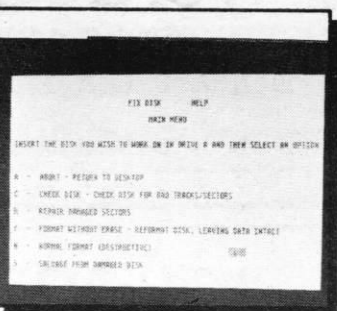 FIX DISK HELP
MAIN MENU
INSERT THE DISK YOU WISH TO WORK ON IN DRIVE A AND THEN SELECT AN OPTION
A - ABORT - RETURN TO DESKTOP
C - CHECK DISK - CHECK DISK FOR BAD TRACKS/SECTORS
- REPAIR DAMAGED SECTORS
F - FORMAT WITHOUT ERASE - REFORMAT DISK, LEAVING DATA INTACT
N - NORMAL FORMAT (DESTRUCTIVE)
S - SALVAGE FROM DAMAGED DISK